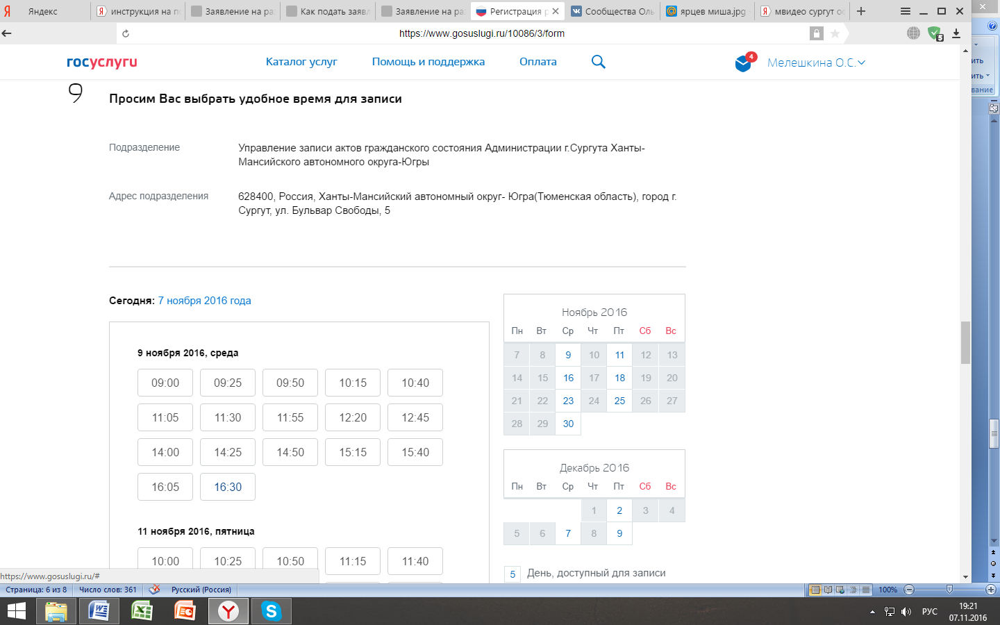 Яндекс
инструкция на по
Заявление на раз
Как подать заявл
Заявление на раз
Регистрация р
Сообщества Оль
ярцев миша.jpg
мвидео сургут о
https://www.gosuslugi.ru/10086/3/form
госуслуги
Каталог услуг
Помощь и поддержка
Оплата
4
Мелешкина О.С.
ить
ить
вание
9
Просим Вас выбрать удобное время для записи
Подразделение
Управление записи актов гражданского состояния Администрации г.Сургута Ханты-
Мансийского автономного округа-Югры
Адрес подразделения
628400, Россия, Ханты-Мансийский автономный округ- Югра(Тюменская область), город г.
Сургут, ул. Бульвар Свободы, 5
Сегодня: 7 ноября 2016 года
9 ноября 2016, среда
09:00 09:25 09:50 10:15 10:40
11:05 11:30 11:55 12:20 12:45
14:00 14:25 14:50 15:15 15:40
16:05 16:30
11 ноября 2016, пятница
10:00 10:25 10:50 11:15 11:40
Ноябрь 2016
Пн Вт Ср Чт Пт Сб Вс
7 8 9 10 11 12 13
14 15 16 17 18 19 20
21 22 23 24 25 26 27
28 29 30
Декабрь 2016
Пн Вт Ср Чт Пт Сб Вс
1 2 3 4
5 6 7 8 9
5 День, доступный для записи
https://www.gosuslugi.ru/#
Страница: 6 из 8
Число слов: 361
Русский (Россия)
100%
РУС
19:21
07.11.2016